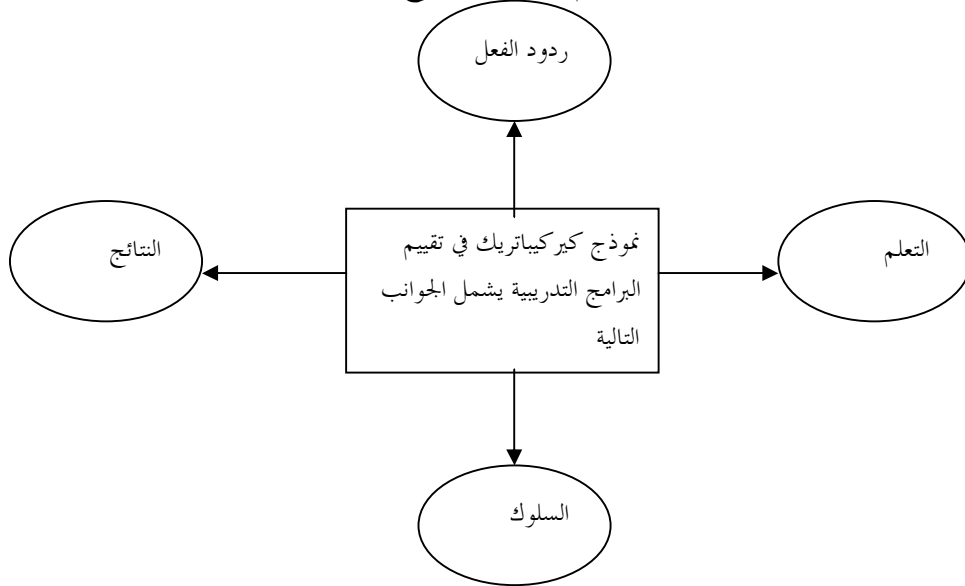 ردود الفعل
نموذج كيركيباتريك في تقييم
البرامج التدريبية يشمل الجوانب
التالية
التعلم
النتائج
السلوك